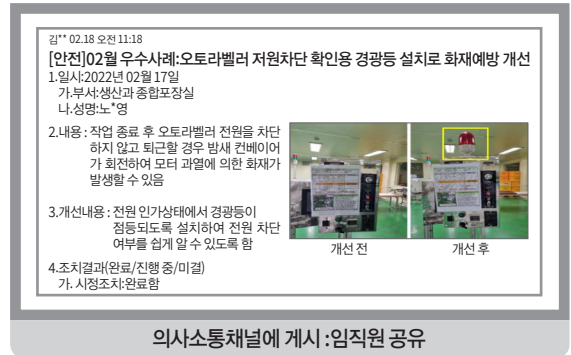 김** 02.18 오전 11:18
[안전]02월 우수사례:오토라벨러 저원차단 확인용 경광등 설치로 화재예방 개선
1.일시:2022년 02월 17일
가.부서:생산과 종합포장실
나.성명:노*영
2.내용 : 작업 종료 후 오토라벨러 전원을 차단
하지 않고 퇴근할 경우 밤새 컨베이어
가 회전하여 모터 과열에 의한 화재가
발생할 수 있음
3.개선내용 : 전원 인가상태에서 경광등이
점등되도록 설치하여 전원 차단
여부를 쉽게 알 수 있도록 함
4.조치결과(완료/진행 중/미결)
가. 시정조치:완료함
개선 전
개선 후
의사소통채널에 게시 :임직원 공유